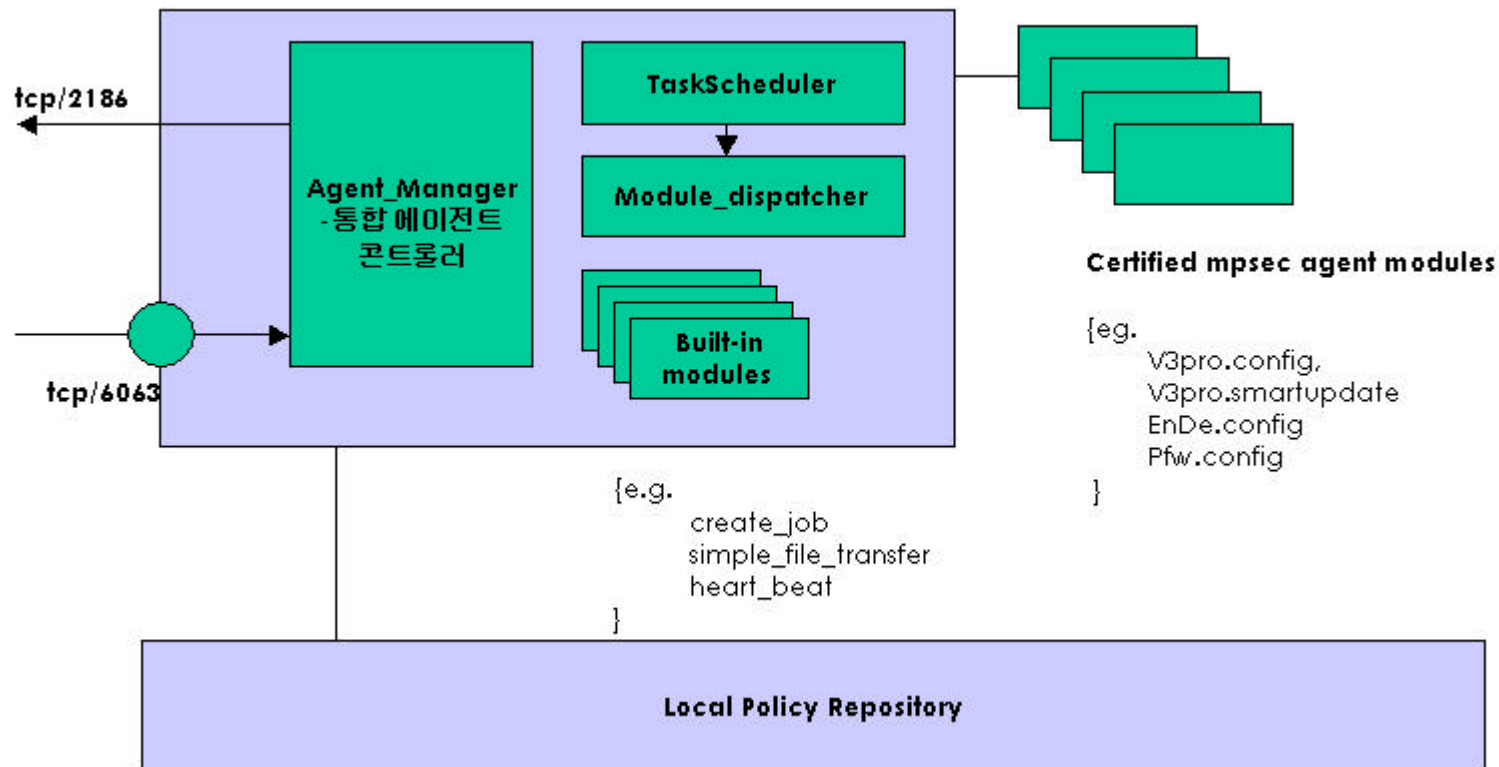 tcp/2186
Agent_Manager
-통합 에이전트
콘트롤러
tcp/6063
TaskScheduler
Module_dispatcher
Built-in
modules
Certified mpsec agent modules
{eg.
V3pro.config,
V3pro.smartupdate
EnDe.config
Pfw.config
}
{e.g.
create_job
simple_file_transfer
heart_beat
}
Local Policy Repository